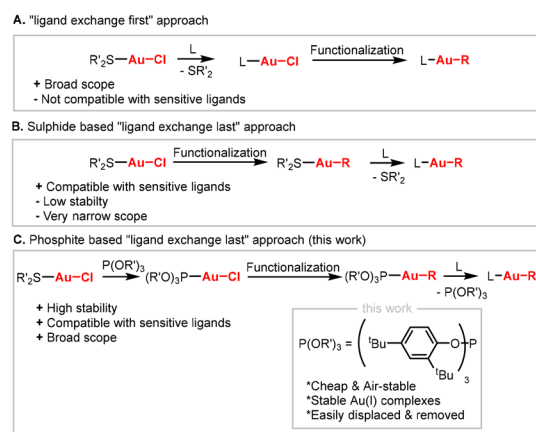 A. "ligand exchange first" approach
R'₂S—Au—Cl L - SR'₂ L—Au—Cl Functionalization L—Au—R
+ Broad scope
- Not compatible with sensitive ligands
B. Sulphide based "ligand exchange last" approach
R'₂S—Au—Cl Functionalization R'₂S—Au—R L - SR'₂ L—Au—R
+ Compatible with sensitive ligands
- Low stabilty
- Very narrow scope
C. Phosphite based "ligand exchange last" approach (this work)
R'₂S—Au—Cl P(OR')₃ (R'O)₃P—Au—Cl Functionalization (R'O)₃P—Au—R L - P(OR')₃ L—Au—R
+ High stability
+ Compatible with sensitive ligands
+ Broad scope
this work
P(OR')₃ = ᵗBu O P
ᵗBu 3
*Cheap & Air-stable
*Stable Au(I) complexes
*Easily displaced & removed